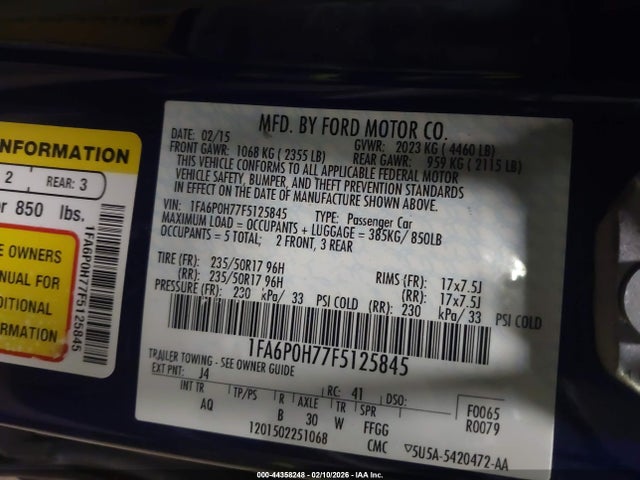 INFORMATION
2 REAR: 3
or 850 lbs.
E OWNERS
ANUAL FOR
DITIONAL
ORMATION
1FA6P0H77F5125845
MFD. BY FORD MOTOR CO.
DATE: 02/15 GVWR: 2023 KG ( 4460 LB)
FRONT GAWR: 1068 KG ( 2355 LB) REAR GAWR: 959 KG ( 2115 LB)
THIS VEHICLE CONFORMS TO ALL APPLICABLE FEDERAL MOTOR
VEHICLE SAFETY, BUMPER, AND THEFT PREVENTION STANDARDS
IN EFFECT ON THE DATE OF MANUFACTURE SHOWN ABOVE.
VIN: 1FA6P0H77F5125845 TYPE: Passenger Car
MAXIMUM LOAD = OCCUPANTS + LUGGAGE = 385KG/ 850LB
OCCUPANTS = 5 TOTAL; 2 FRONT, 3 REAR
TIRE (FR): 235/50R17 96H RIMS (FR): 17x7.5J
(RR): 235/50R17 96H (RR): 17x7.5J
PRESSURE (FR): 230 kPa/ 33 PSI COLD (RR): 230 kPa/ 33 PSI COLD
1FA6P0H77F5125845
TRAILER TOWING - SEE OWNER GUIDE
EXT PNT: J4 RC: 41 DSO:
INT TR TP/PS R AXLE TR SPR F0065
AQ B 30 W FFGG R0079
1201502251068 CMC ▽5U5A-5420472-AA
000-44358248 - 02/10/2026 - IAA Inc.